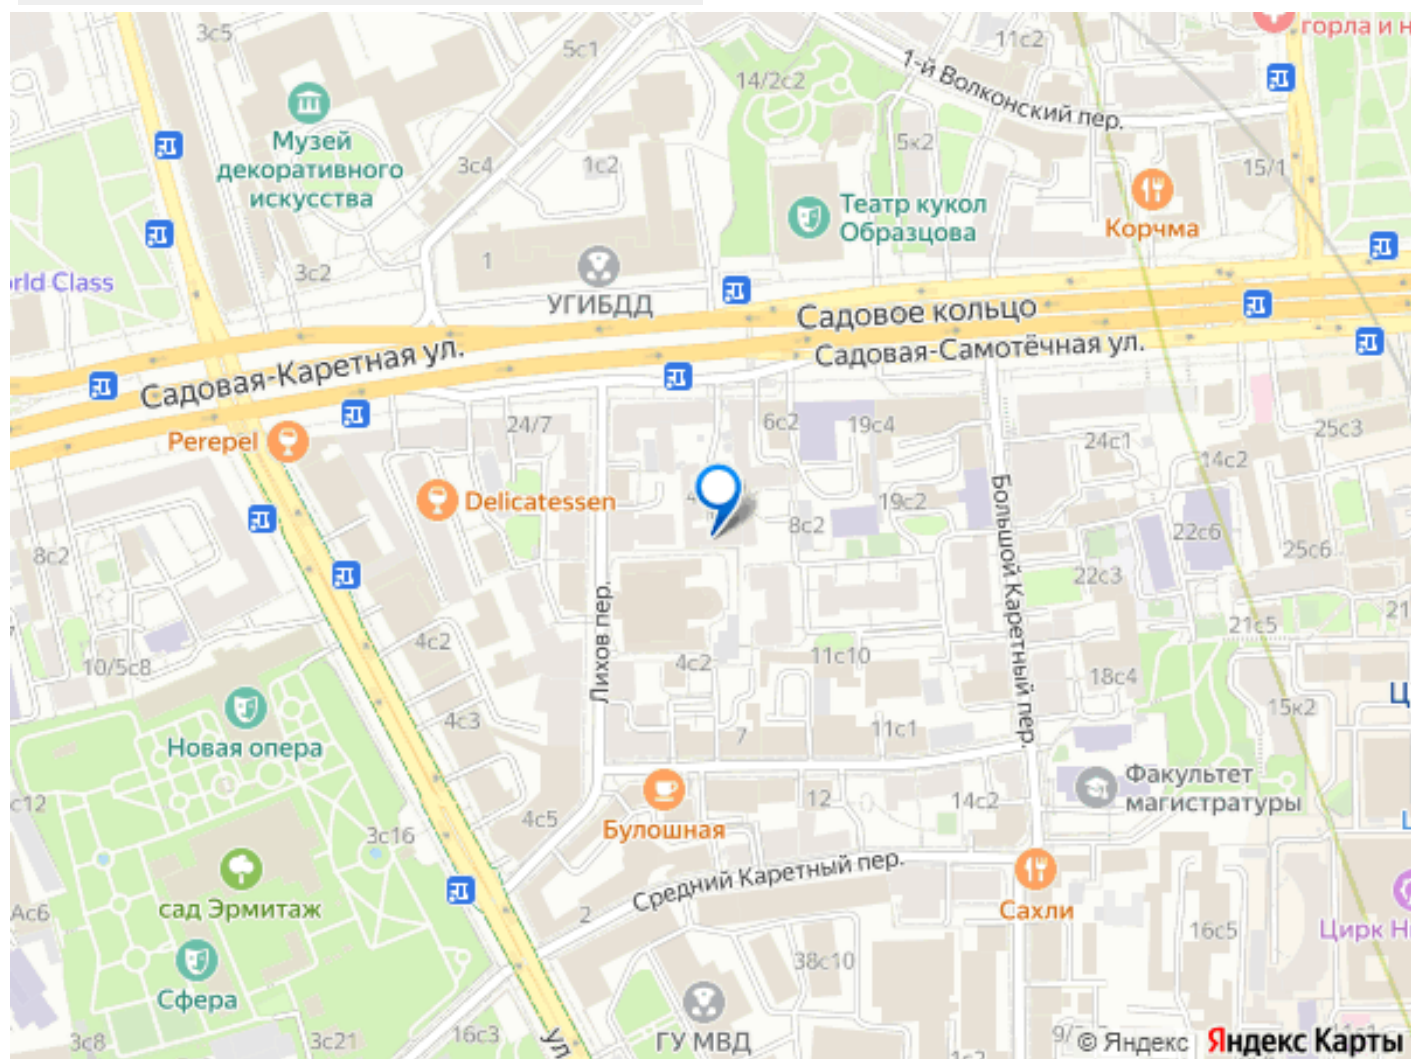 3с5
5с1
11с2
горла и н
14/2с2
1-й Волконский пер.
Музей
декоративного
искусства
3с4
1с2
5к2
15/1
Театр кукол
Образцова
Корчма
rld Class
3с2
1
УГИБДД
Садовое кольцо
Садовая-Самотёчная ул.
Садовая-Каретная ул.
Perepel
24/7
6с2
19с4
24с1
25с3
14с2
Delicatessen
19с2
8с2
22с6
25с6
8с2
Большой Каретный пер.
22с3
Лихов пер.
21с5
21
4с2
10/5с8
4с2
11с10
18с4
Ц
15к2
4с3
7
11с1
Новая опера
Факультет
магистратуры
с12
12
14с2
4с5
3с16
Булошная
Средний Каретный пер.
сад Эрмитаж
2
Сахли
Ас6
16с5
Цирк Н
38с10
Сфера
3с8
3с21
16с3
Ул
ГУ МВД
9/
© Яндекс
Яндекс Карты